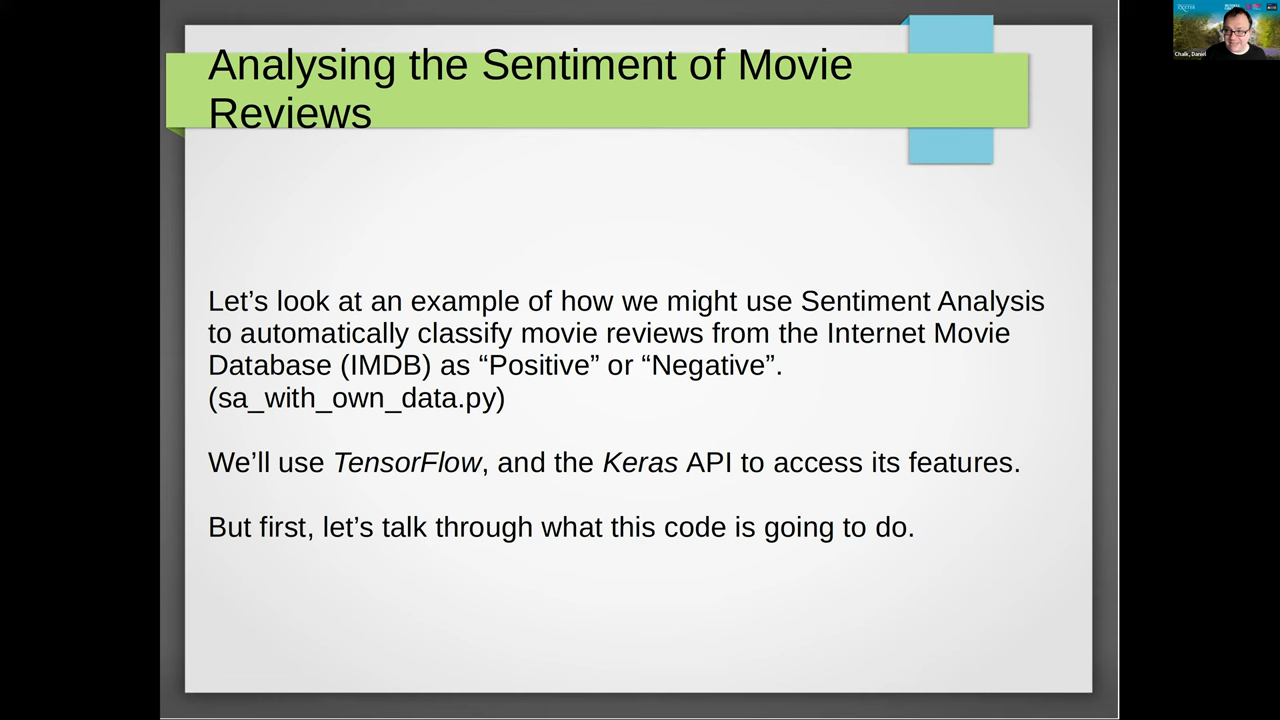 Analysing the Sentiment of Movie
Reviews
Let’s look at an example of how we might use Sentiment Analysis
to automatically classify movie reviews from the Internet Movie
Database (IMDB) as “Positive” or “Negative”.
(sa_with_own_data.py)
We’ll use TensorFlow, and the Keras API to access its features.
But first, let’s talk through what this code is going to do.
Chalk, Daniel